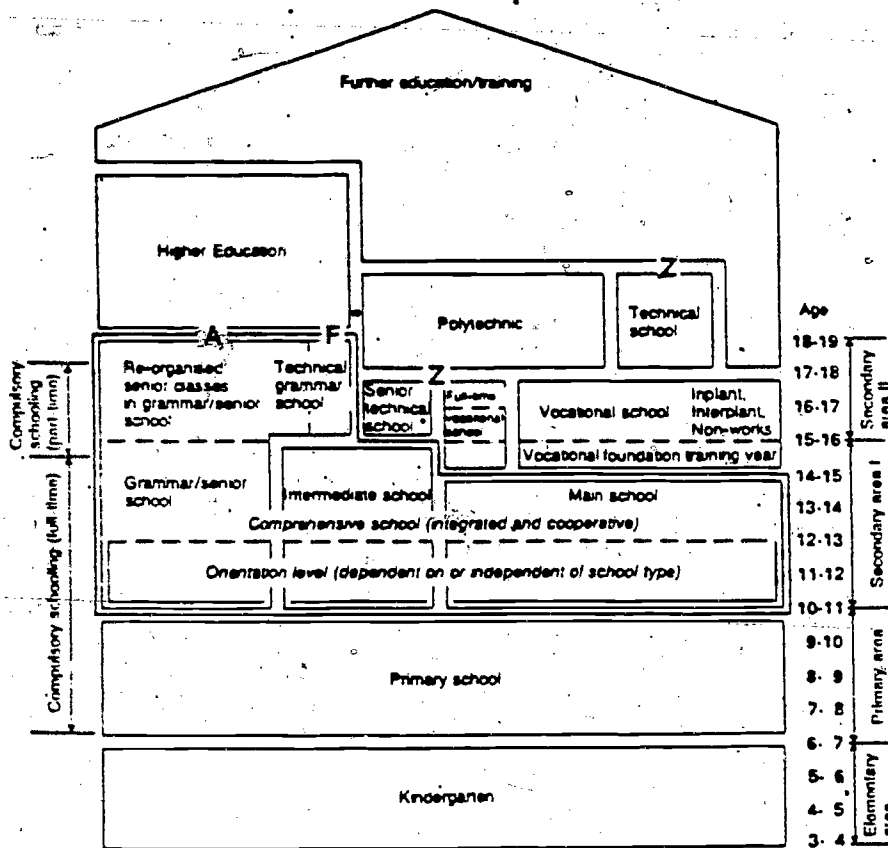 Further education/training
Higher Education
Z
Polytechnic
Technical
school
Age
A
F
18-19
Re-organised
senior classes
in grammar/senior
school
Technical
grammar
school
Z
Senior
technical
school
Full-time
vocational
school
Vocational school
Inplant,
Interplant,
Non-works
17-18
16-17
15-16
Vocational foundation training year
14-15
Grammar/senior
school
Intermediate school
Main school
13-14
Comprehensive school (integrated and cooperative)
12-13
Orientation level (dependent on or independent of school type)
11-12
10-11
9-10
Primary school
8-9
7-8
6-7
5-6
Kindergarten
4-5
3-4
Compulsory
schooling (part time)
Compulsory schooling (full time)
Secondary
area II
Secondary area I
Primary area
Elementary
area